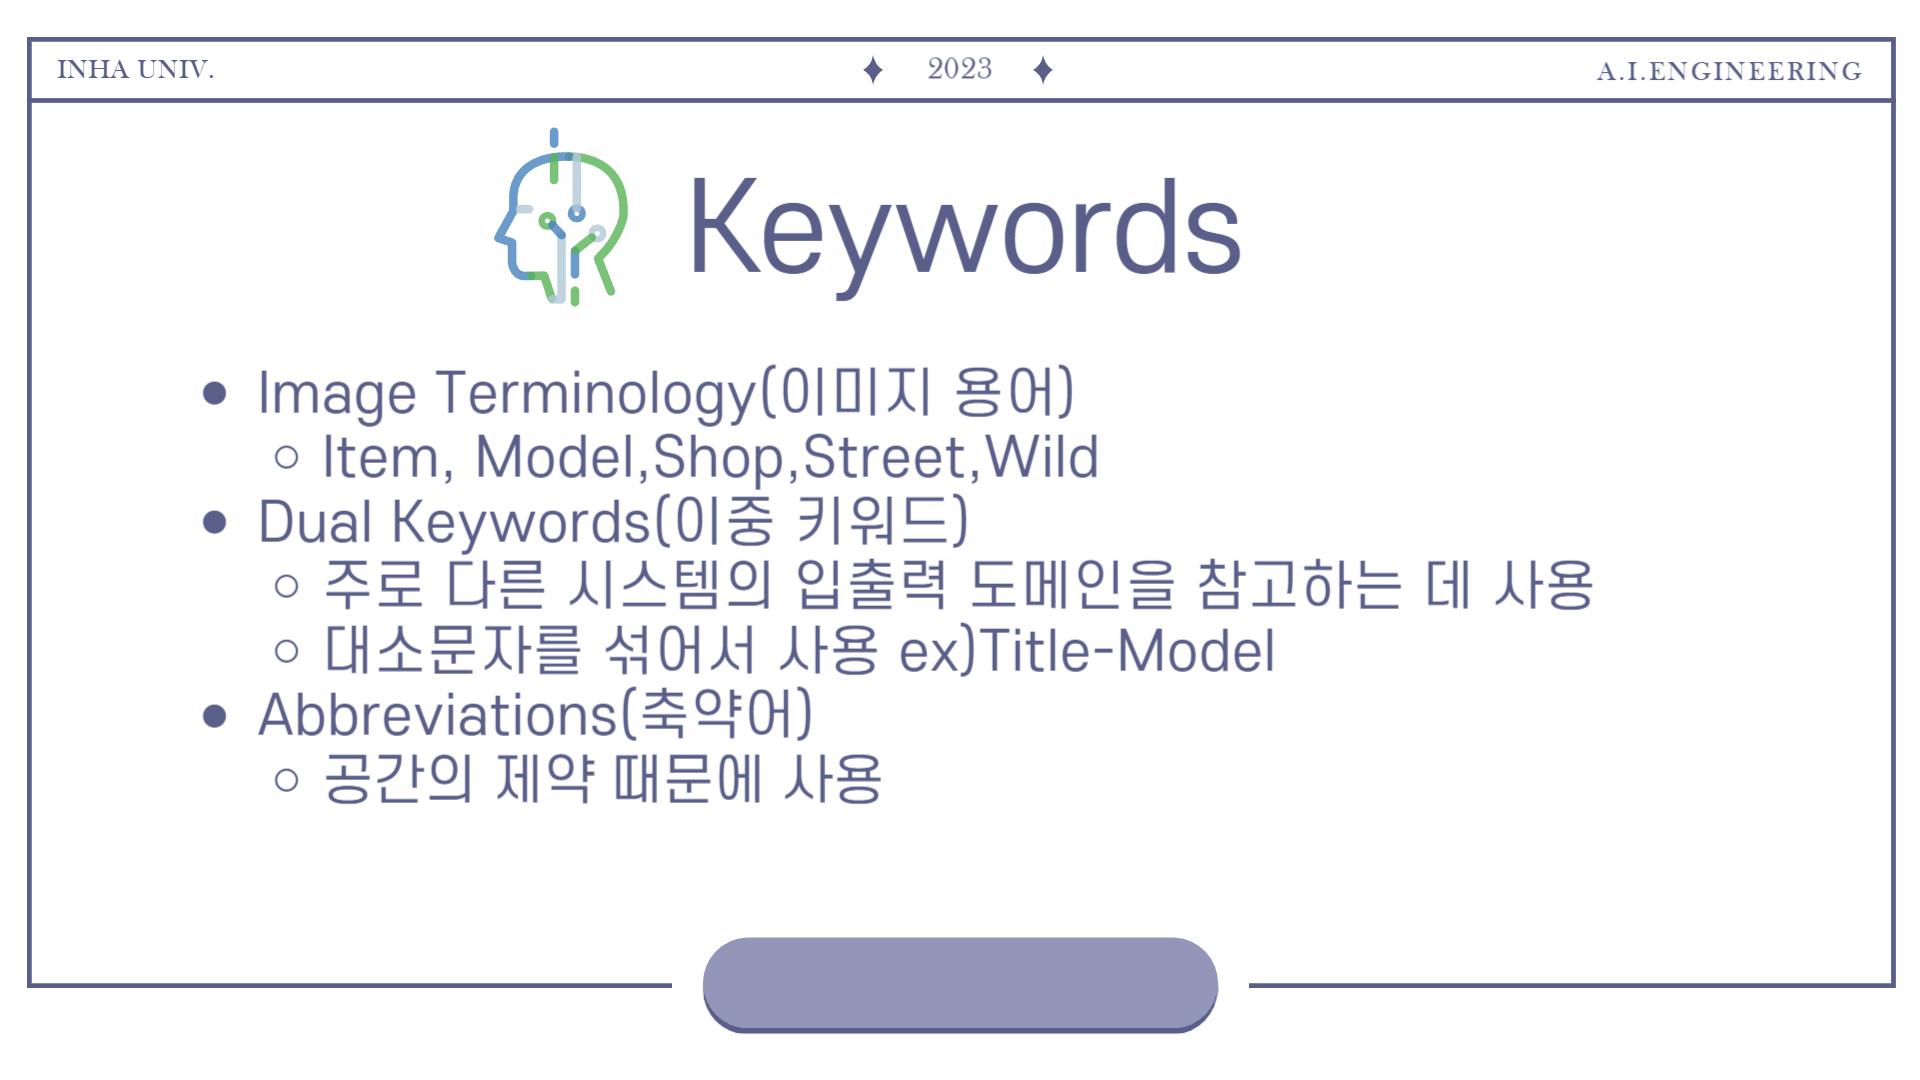 INHA UNIV.
2023
A.I.ENGINEERING
Keywords
Image Terminology(이미지 용어)
Item, Model,Shop,Street,Wild
Dual Keywords(이중 키워드)
주로 다른 시스템의 입출력 도메인을 참고하는 데 사용
대소문자를 섞어서 사용 ex)Title-Model
Abbreviations(축약어)
공간의 제약 때문에 사용